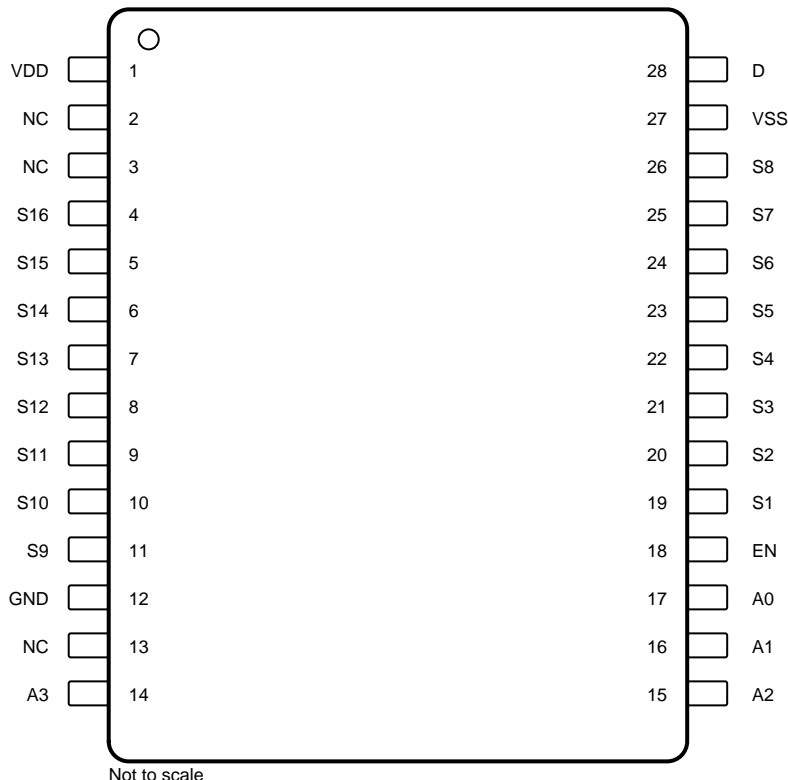 VDD 1 28 D
NC 2 27 VSS
NC 3 26 S8
S16 4 25 S7
S15 5 24 S6
S14 6 23 S5
S13 7 22 S4
S12 8 21 S3
S11 9 20 S2
S10 10 19 S1
S9 11 18 EN
GND 12 17 A0
NC 13 16 A1
A3 14 15 A2
Not to scale